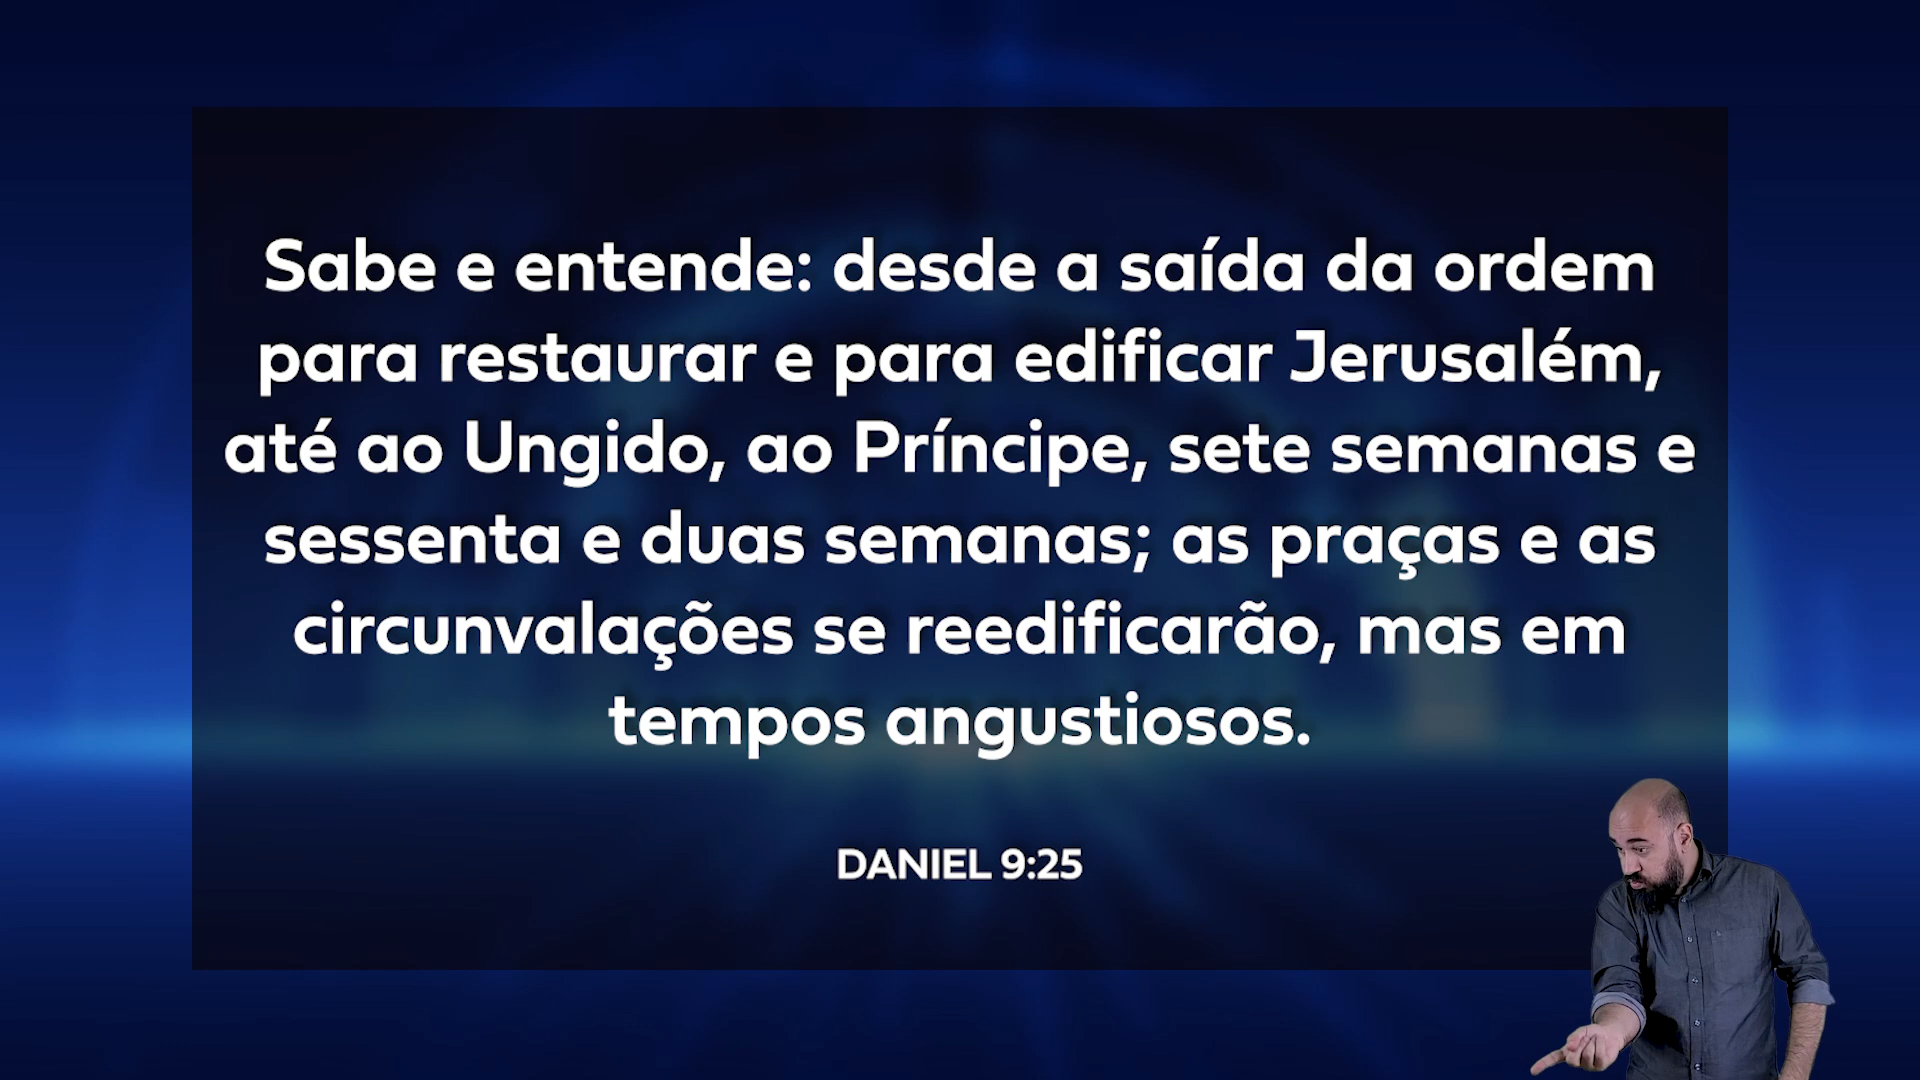 Sabe e entende: desde a saída da ordem
para restaurar e para edificar Jerusalém,
até ao Ungido, ao Príncipe, sete semanas e
sessenta e duas semanas; as praças e as
circunvalações se reedificarão, mas em
tempos angustiosos.
DANIEL 9:25